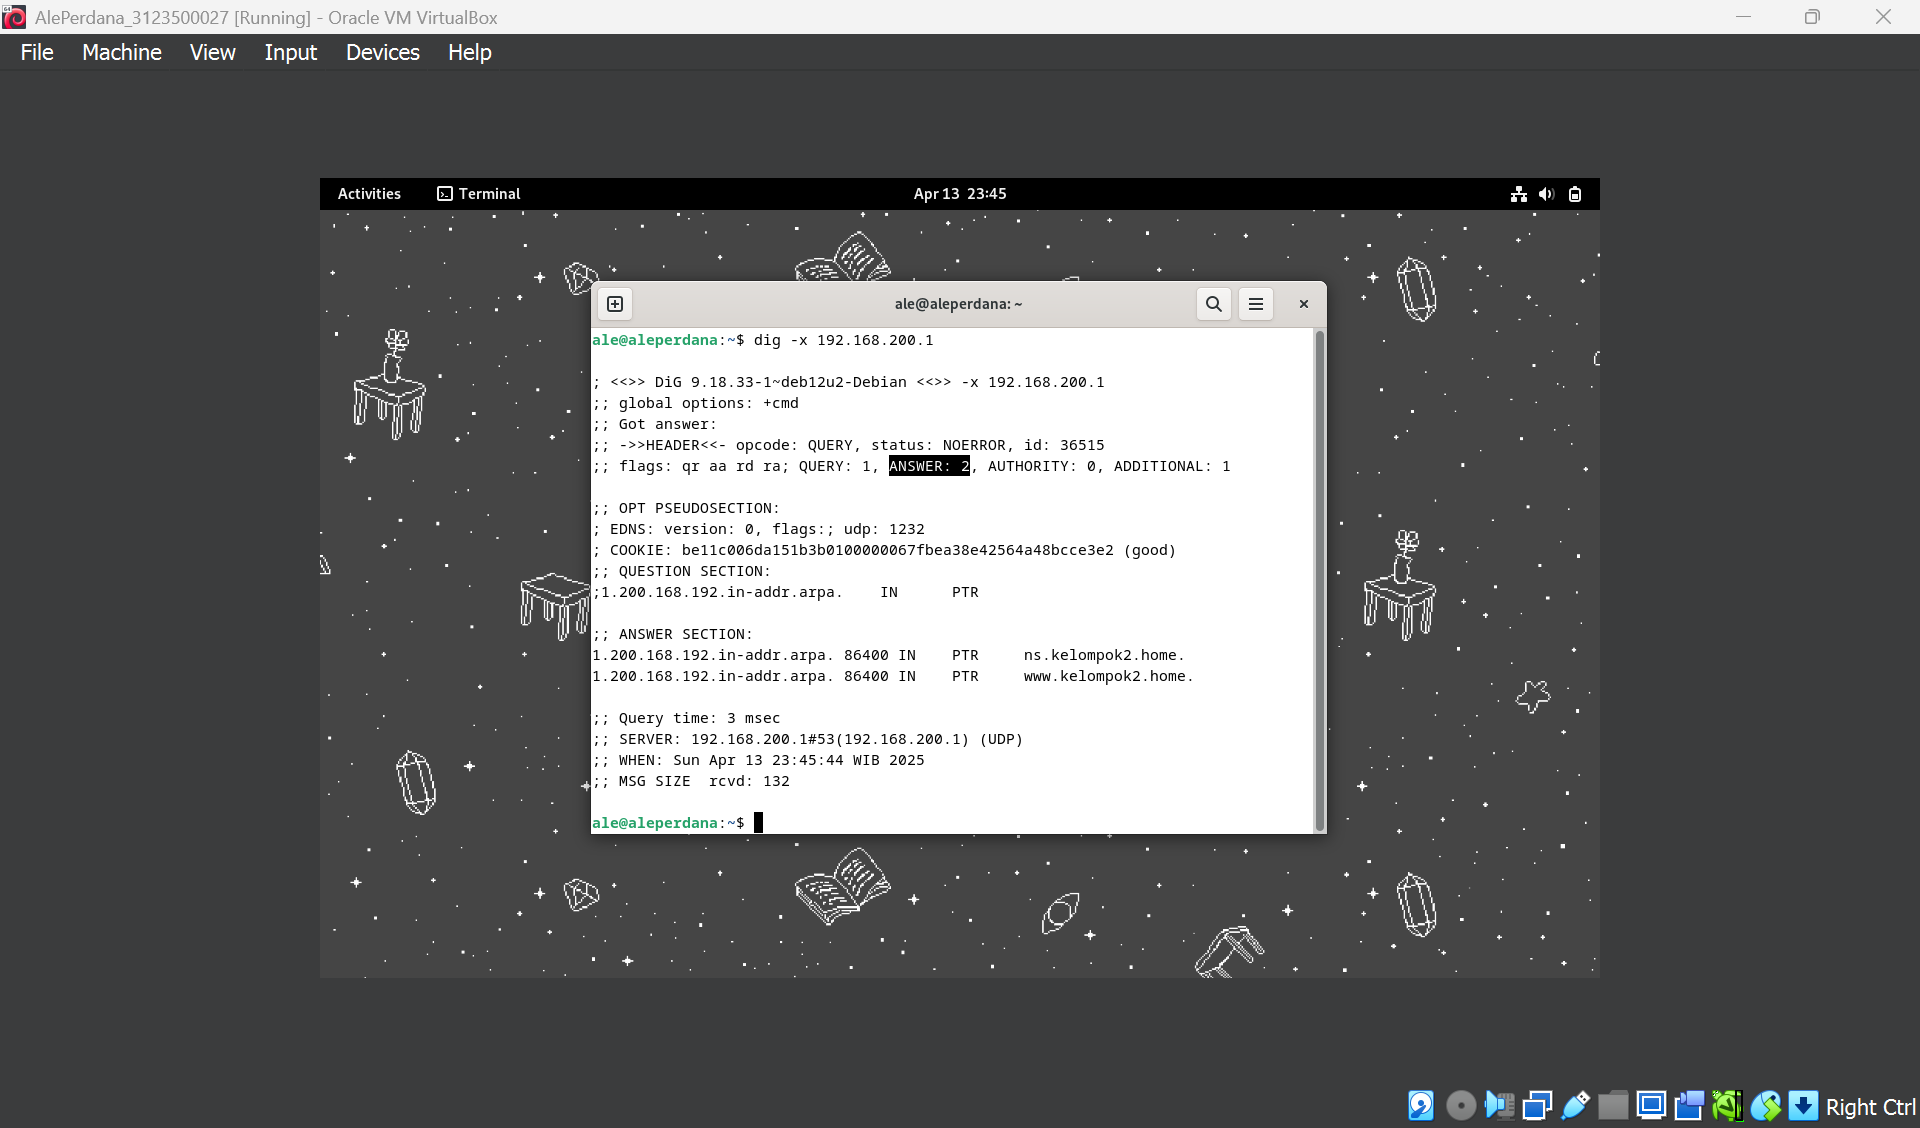 AlePerdana_3123500027 [Running] - Oracle VM VirtualBox
File Machine View Input Devices Help
Activities Terminal Apr 13 23:45
ale@aleperdana: ~
ale@aleperdana:~$ dig -x 192.168.200.1
; <<>> DiG 9.18.33-1~deb12u2-Debian <<>> -x 192.168.200.1
;; global options: +cmd
;; Got answer:
;; ->>HEADER<<- opcode: QUERY, status: NOERROR, id: 36515
;; flags: qr aa rd ra; QUERY: 1, ANSWER: 2, AUTHORITY: 0, ADDITIONAL: 1
;; OPT PSEUDOSECTION:
; EDNS: version: 0, flags:; udp: 1232
; COOKIE: be11c006da151b3b0100000067fbea38e42564a48bcce3e2 (good)
;; QUESTION SECTION:
;1.200.168.192.in-addr.arpa. IN PTR
;; ANSWER SECTION:
1.200.168.192.in-addr.arpa. 86400 IN PTR ns.kelompok2.home.
1.200.168.192.in-addr.arpa. 86400 IN PTR www.kelompok2.home.
;; Query time: 3 msec
;; SERVER: 192.168.200.1#53(192.168.200.1) (UDP)
;; WHEN: Sun Apr 13 23:45:44 WIB 2025
;; MSG SIZE rcvd: 132
ale@aleperdana:~$
Right Ctrl